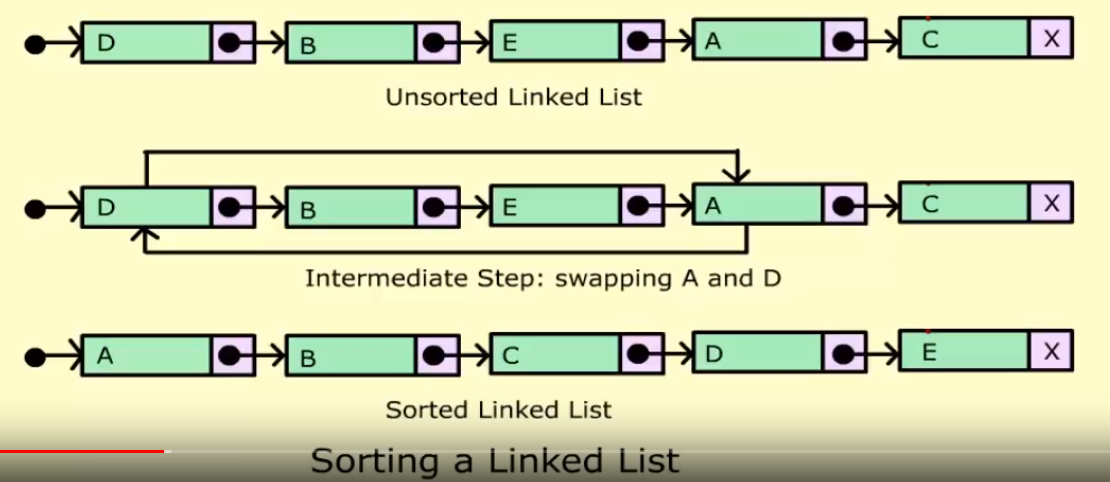 D B E A C X
Unsorted Linked List
D B E A C X
Intermediate Step: swapping A and D
A B C D E X
Sorted Linked List
Sorting a Linked List